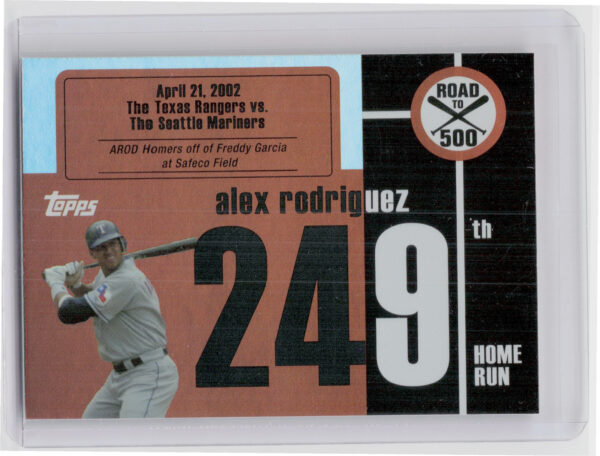 April 21, 2002
The Texas Rangers vs.
The Seattle Mariners
AROD Homers off of Freddy Garcia
at Safeco Field
ROAD
TO
500
Topps
alex rodriguez
249
th
HOME
RUN